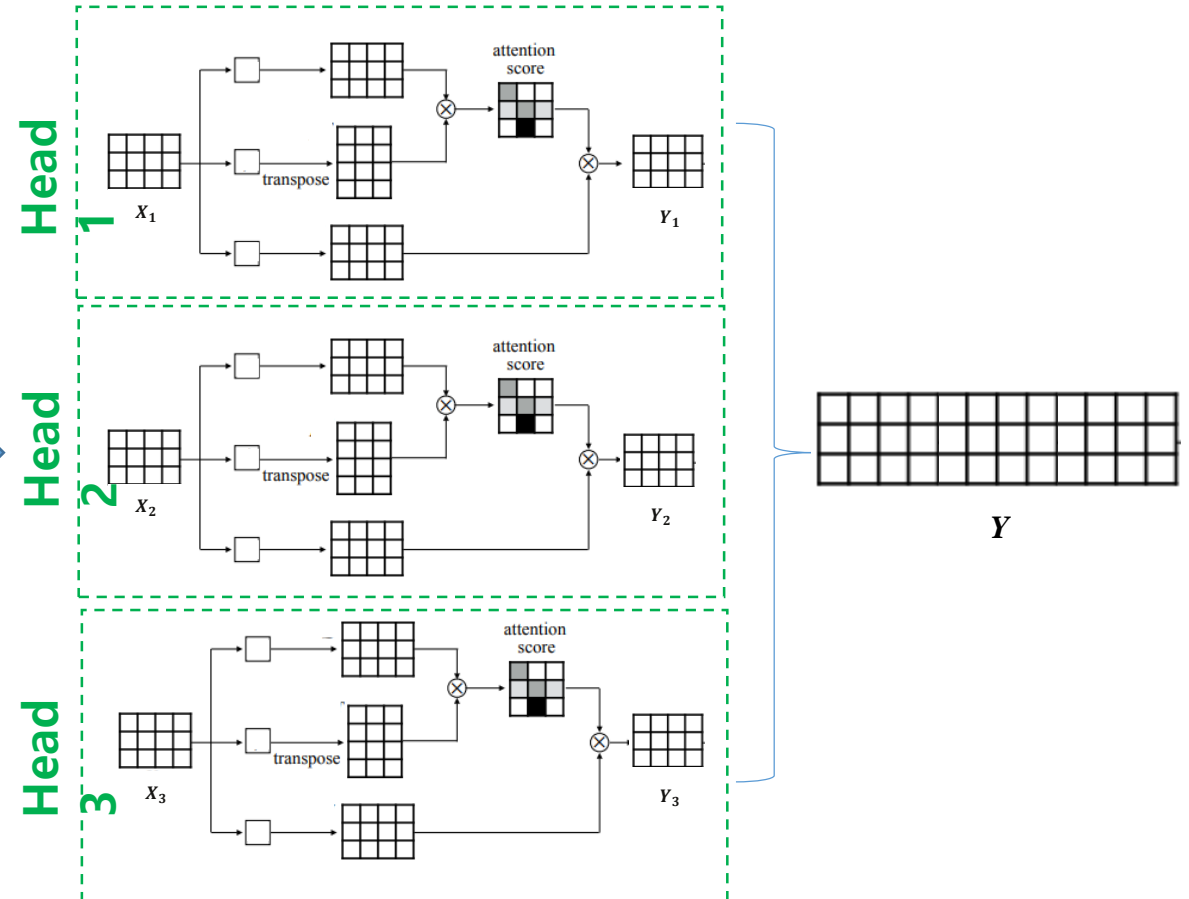 Head
1
attention
score
transpose
X₁
Y₁
Head
2
attention
score
transpose
X₂
Y₂
Y
Head
3
attention
score
transpose
X₃
Y₃